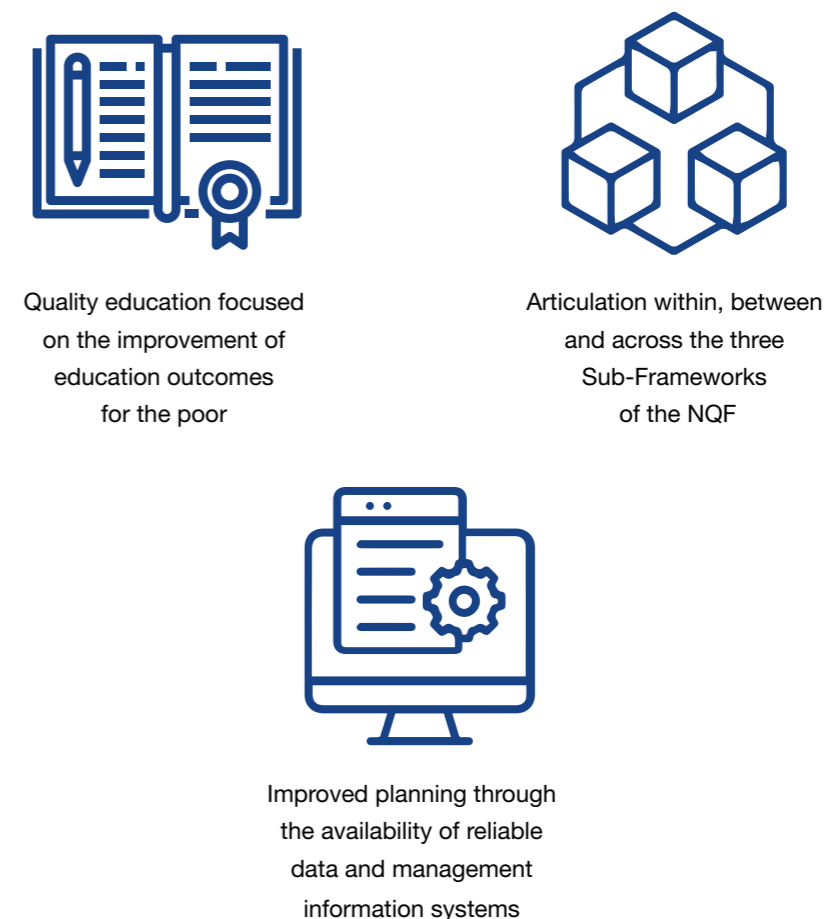 Quality education focused
on the improvement of
education outcomes
for the poor
Articulation within, between
and across the three
Sub-Frameworks
of the NQF
Improved planning through
the availability of reliable
data and management
information systems